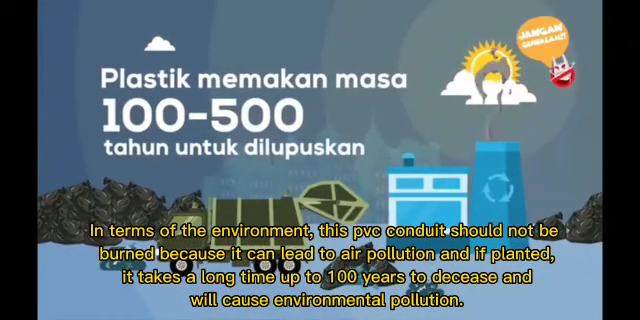 JANGAN
GUNALAH!!
Plastik memakan masa
100-500
tahun untuk dilupuskan
In terms of the environment, this pvc conduit should not be
burned because it can lead to air pollution and if planted,
it takes a long time up to 100 years to decease and
will cause environmental pollution.